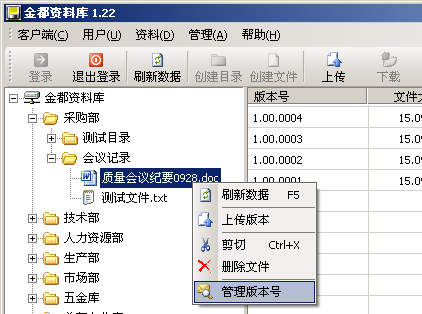 金都资料库 1.22
客户端(C) 用户(U) 资料(D) 管理(A) 帮助(H)
登录 退出登录 刷新数据 创建目录 创建文件 上传 下载
金都资料库
采购部
测试目录
会议记录
质量会议纪要0928.doc
测试文件.txt
技术部
人力资源部
生产部
市场部
五金库
版本号 文件大
1.00.0004 15.09
1.00.0003 15.09
1.00.0002 15.09
1.00.0001 15.09
刷新数据 F5
上传版本
剪切 Ctrl+X
删除文件
管理版本号